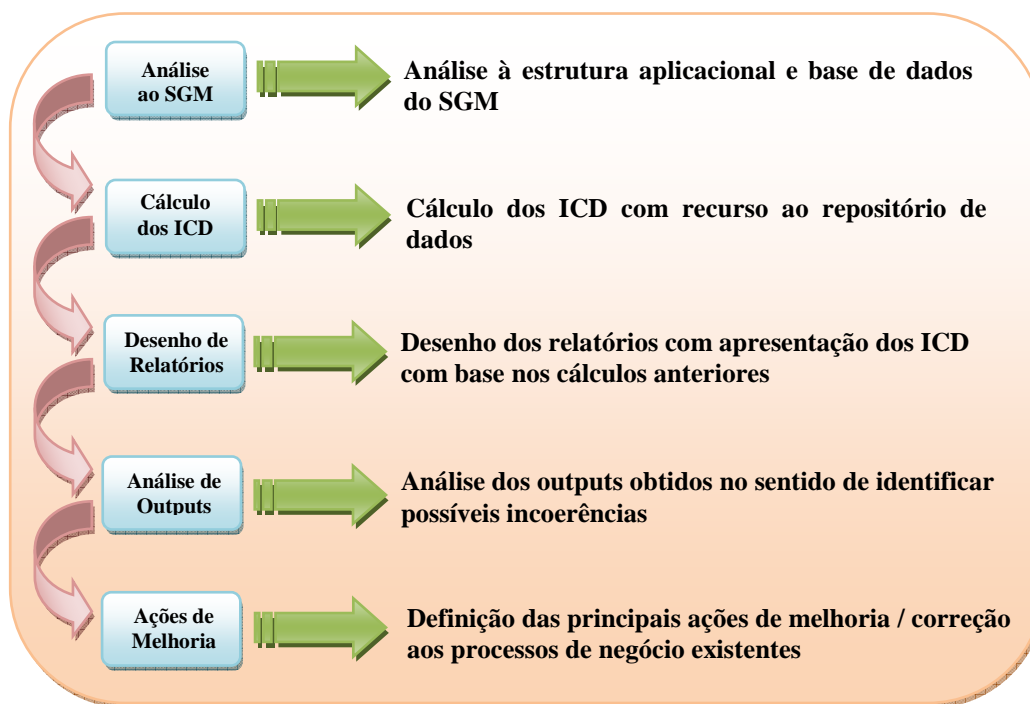 Análise
ao SGM
Análise à estrutura aplicacional e base de dados
do SGM
Cálculo
dos ICD
Cálculo dos ICD com recurso ao repositório de
dados
Desenho de
Relatórios
Desenho dos relatórios com apresentação dos ICD
com base nos cálculos anteriores
Análise de
Outputs
Análise dos outputs obtidos no sentido de identificar
possíveis incoerências
Ações de
Melhoria
Definição das principais ações de melhoria / correção
aos processos de negócio existentes